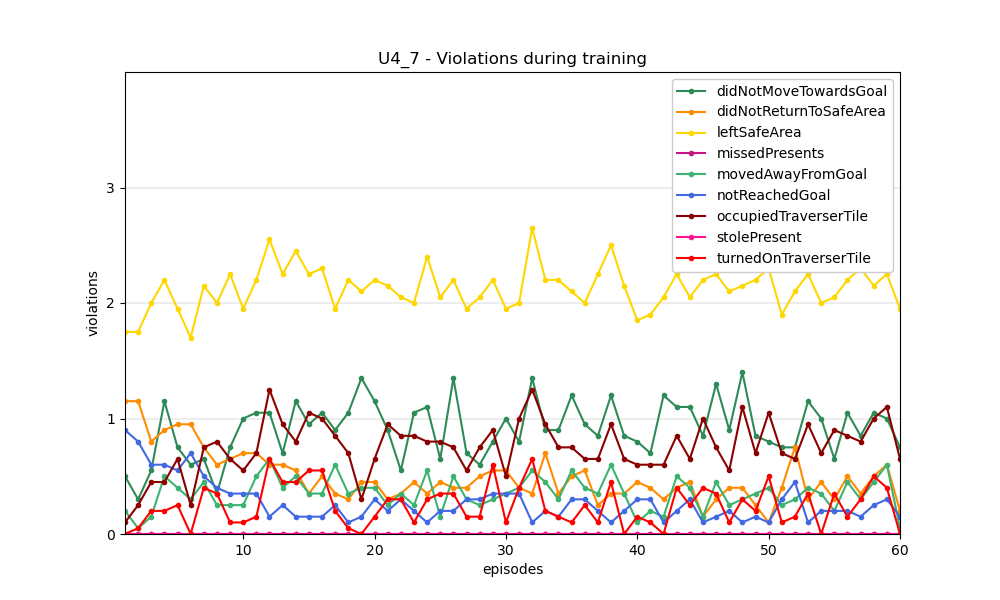 U4_7 - Violations during training
didNotMoveTowardsGoal
didNotReturnToSafeArea
leftSafeArea
missedPresents
movedAwayFromGoal
notReachedGoal
occupiedTraverserTile
stolePresent
turnedOnTraverserTile
3
2
1
0
violations
10 20 30 40 50 60
episodes